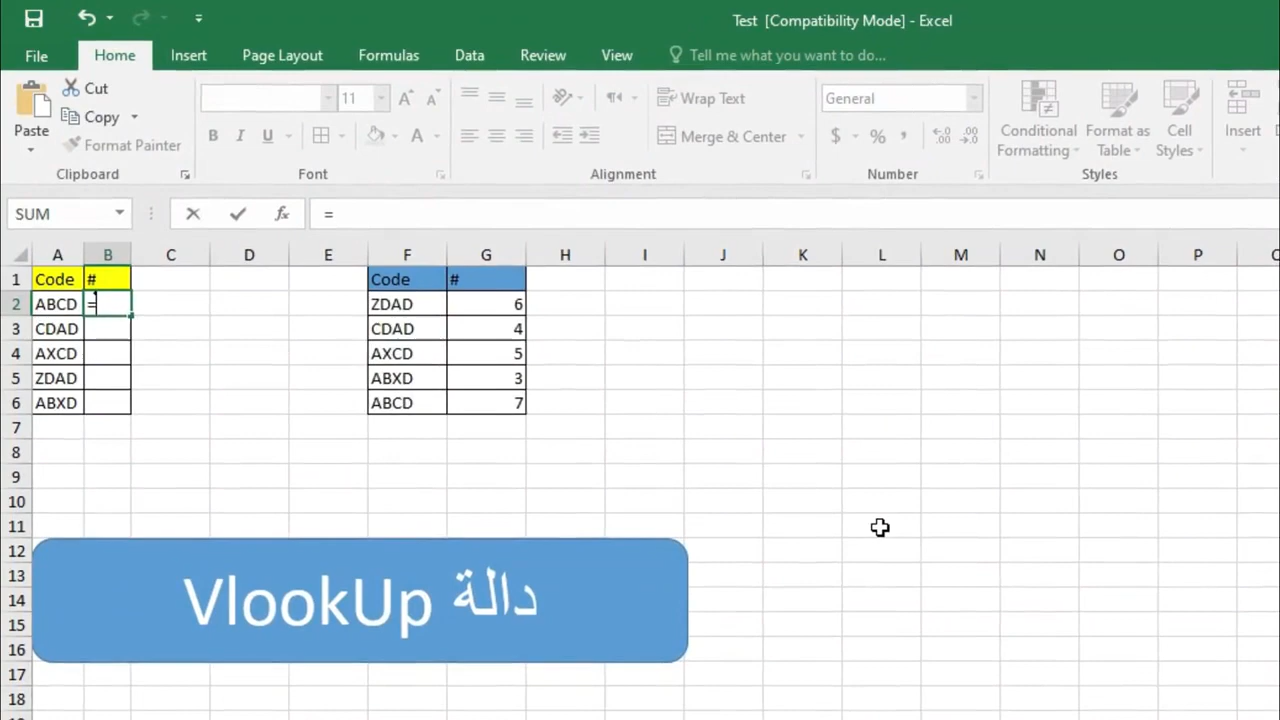 Test [Compatibility Mode] - Excel
File Home Insert Page Layout Formulas Data Review View Tell me what you want to do...
Paste Cut Copy Format Painter Clipboard
11 B I U A A A Font
Wrap Text Merge & Center Alignment
General $ % , Number
Conditional Formatting Format as Table Cell Styles Styles
Insert
SUM fx =
A B C D E F G H I J K L M N O P
1 Code # Code #
2 ABCD = ZDAD 6
3 CDAD CDAD 4
4 AXCD AXCD 5
5 ZDAD ABXD 3
6 ABXD ABCD 7
7
8
9
10
11
12
13
14
15
16
17
18
دالة VlookUp